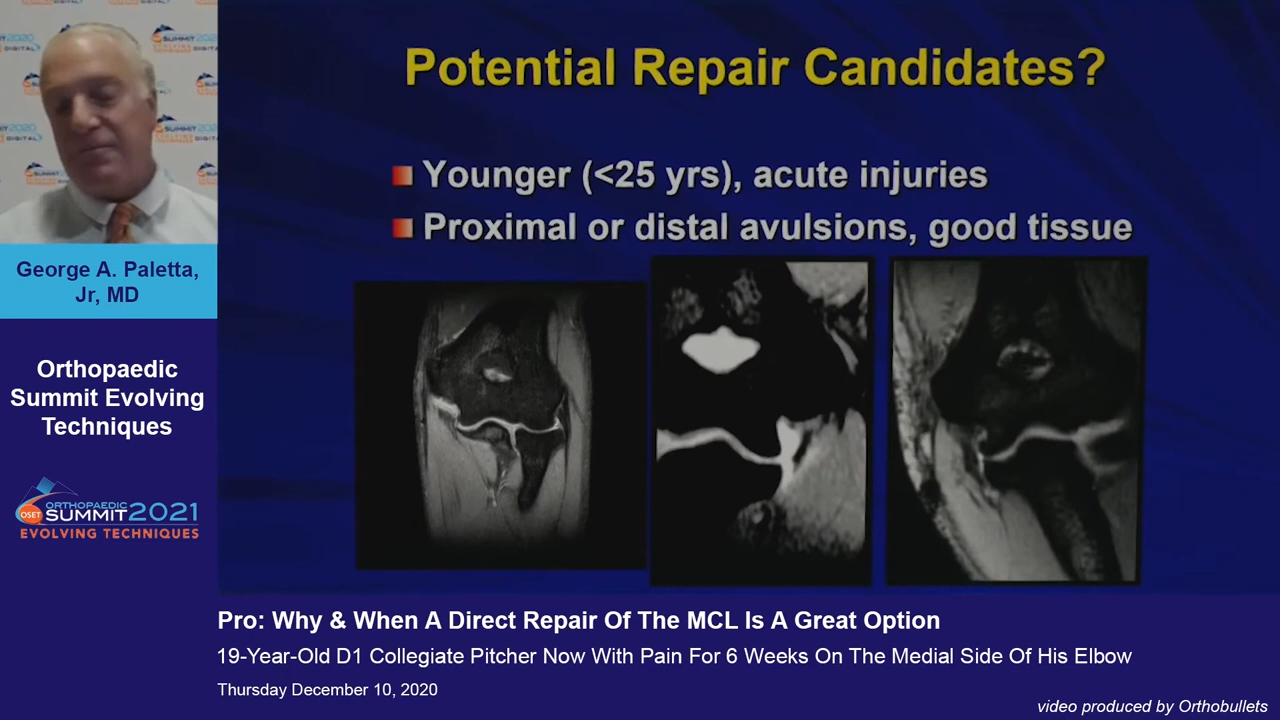 Potential Repair Candidates?
Younger (<25 yrs), acute injuries
Proximal or distal avulsions, good tissue
George A. Paletta,
Jr, MD
Orthopaedic
Summit Evolving
Techniques
OSET
ORTHOPAEDIC
SUMMIT2021
EVOLVING TECHNIQUES
Pro: Why & When A Direct Repair Of The MCL Is A Great Option
19-Year-Old D1 Collegiate Pitcher Now With Pain For 6 Weeks On The Medial Side Of His Elbow
Thursday December 10, 2020
video produced by Orthobullets